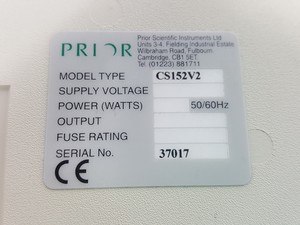 Prior Scientific Instruments Ltd
Units 3-4, Fielding Industrial Estate,
Wilbraham Road, Fulbourn
Cambridge, CB1 5ET.
Tel (01223) 881711
PRIOR
MODEL TYPE CS152V2
SUPPLY VOLTAGE
POWER (WATTS) 50/60Hz
OUTPUT
FUSE RATING
SERIAL No. 37017
CE